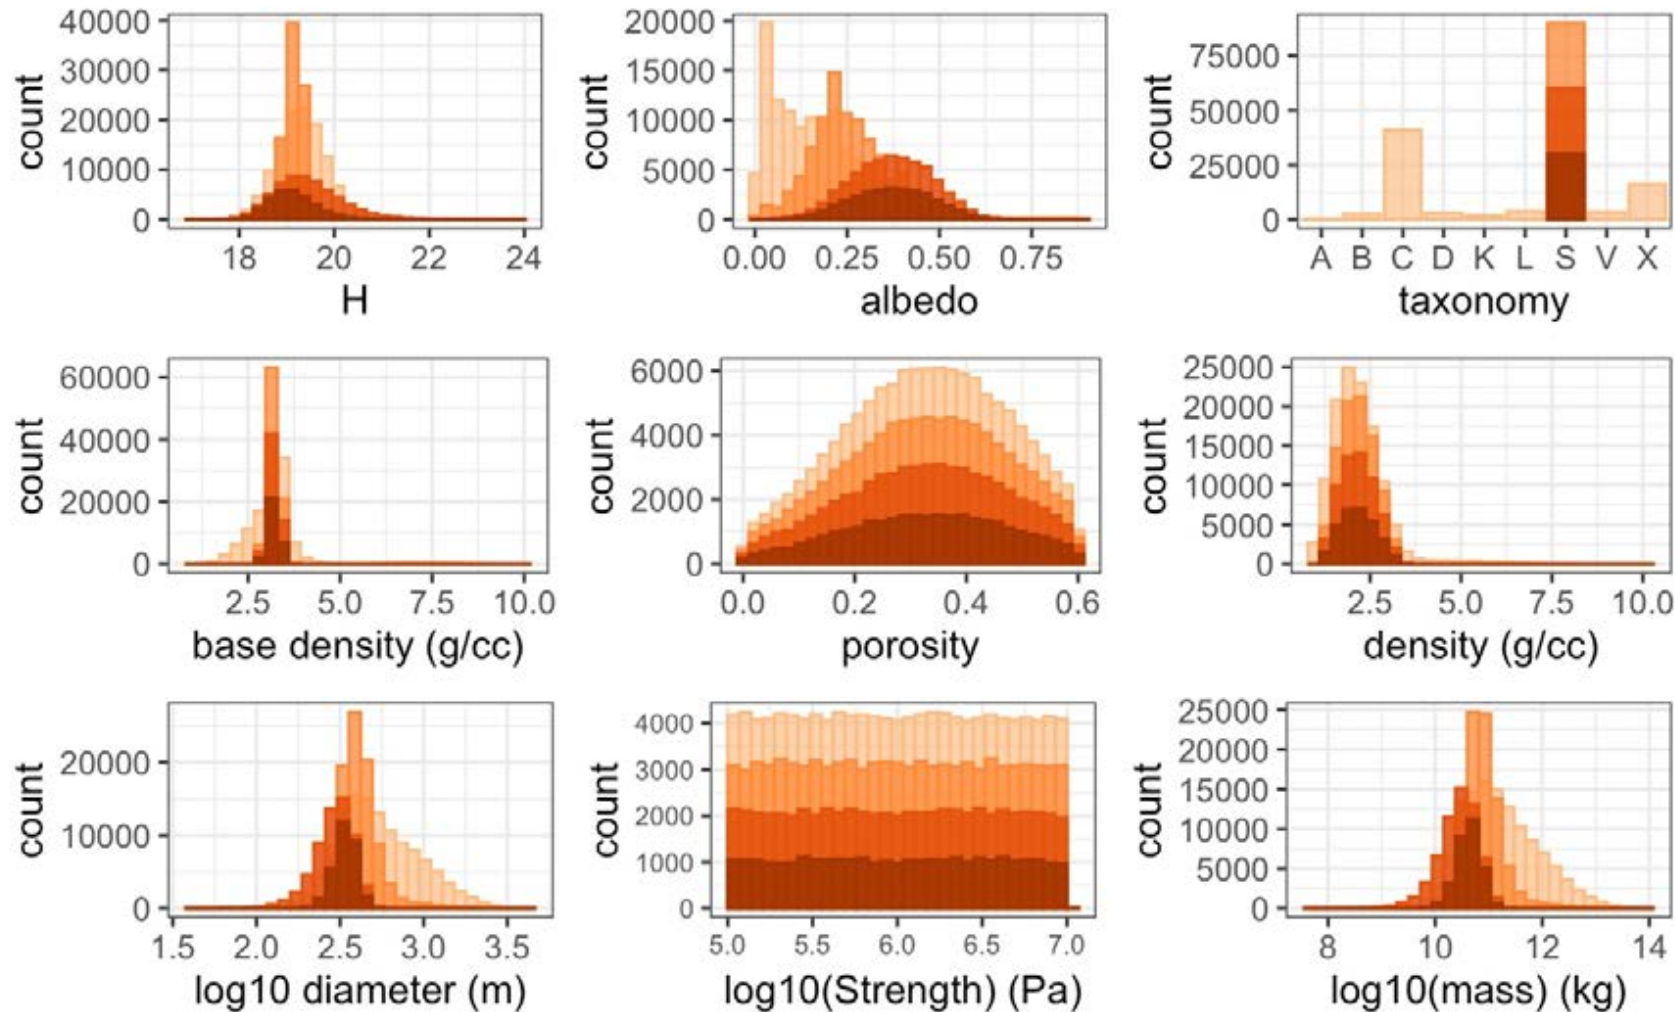 40000
30000
20000
10000
0
count
18 20 22 24
H
20000
15000
10000
5000
0
count
0.00 0.25 0.50 0.75
albedo
75000
50000
25000
0
count
A B C D K L S V X
taxonomy
60000
40000
20000
0
count
2.5 5.0 7.5 10.0
base density (g/cc)
6000
4000
2000
0
count
0.0 0.2 0.4 0.6
porosity
25000
20000
15000
10000
5000
0
count
2.5 5.0 7.5 10.0
density (g/cc)
20000
10000
0
count
1.5 2.0 2.5 3.0 3.5
log10 diameter (m)
4000
3000
2000
1000
0
count
5.0 5.5 6.0 6.5 7.0
log10(Strength) (Pa)
25000
20000
15000
10000
5000
0
count
8 10 12 14
log10(mass) (kg)